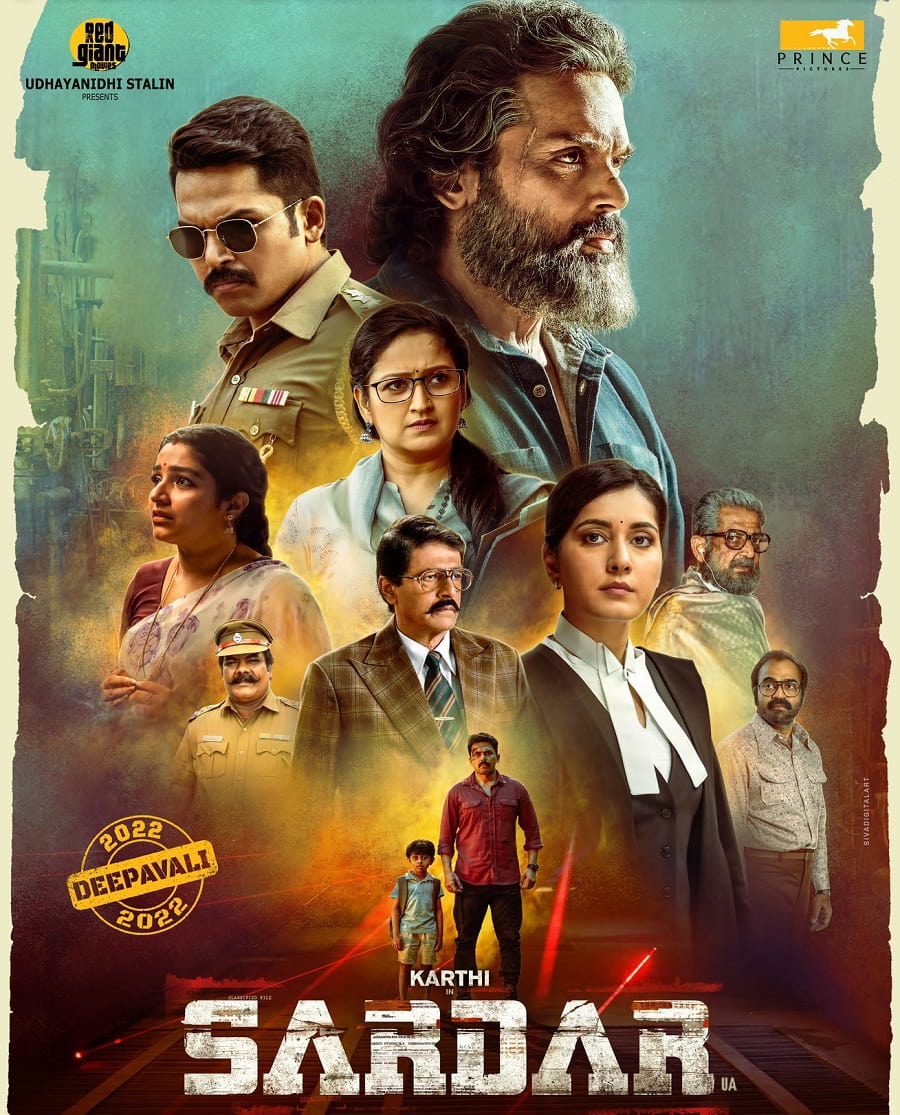 RED
giant
movies
UDHAYANIDHI STALIN
PRESENTS
PRINCE
PICTURES
2022
DEEPAVALI
2022
SIVADIGITALART
KARTHI
IN
CLASSIFIED FILE
SARDAR
UA